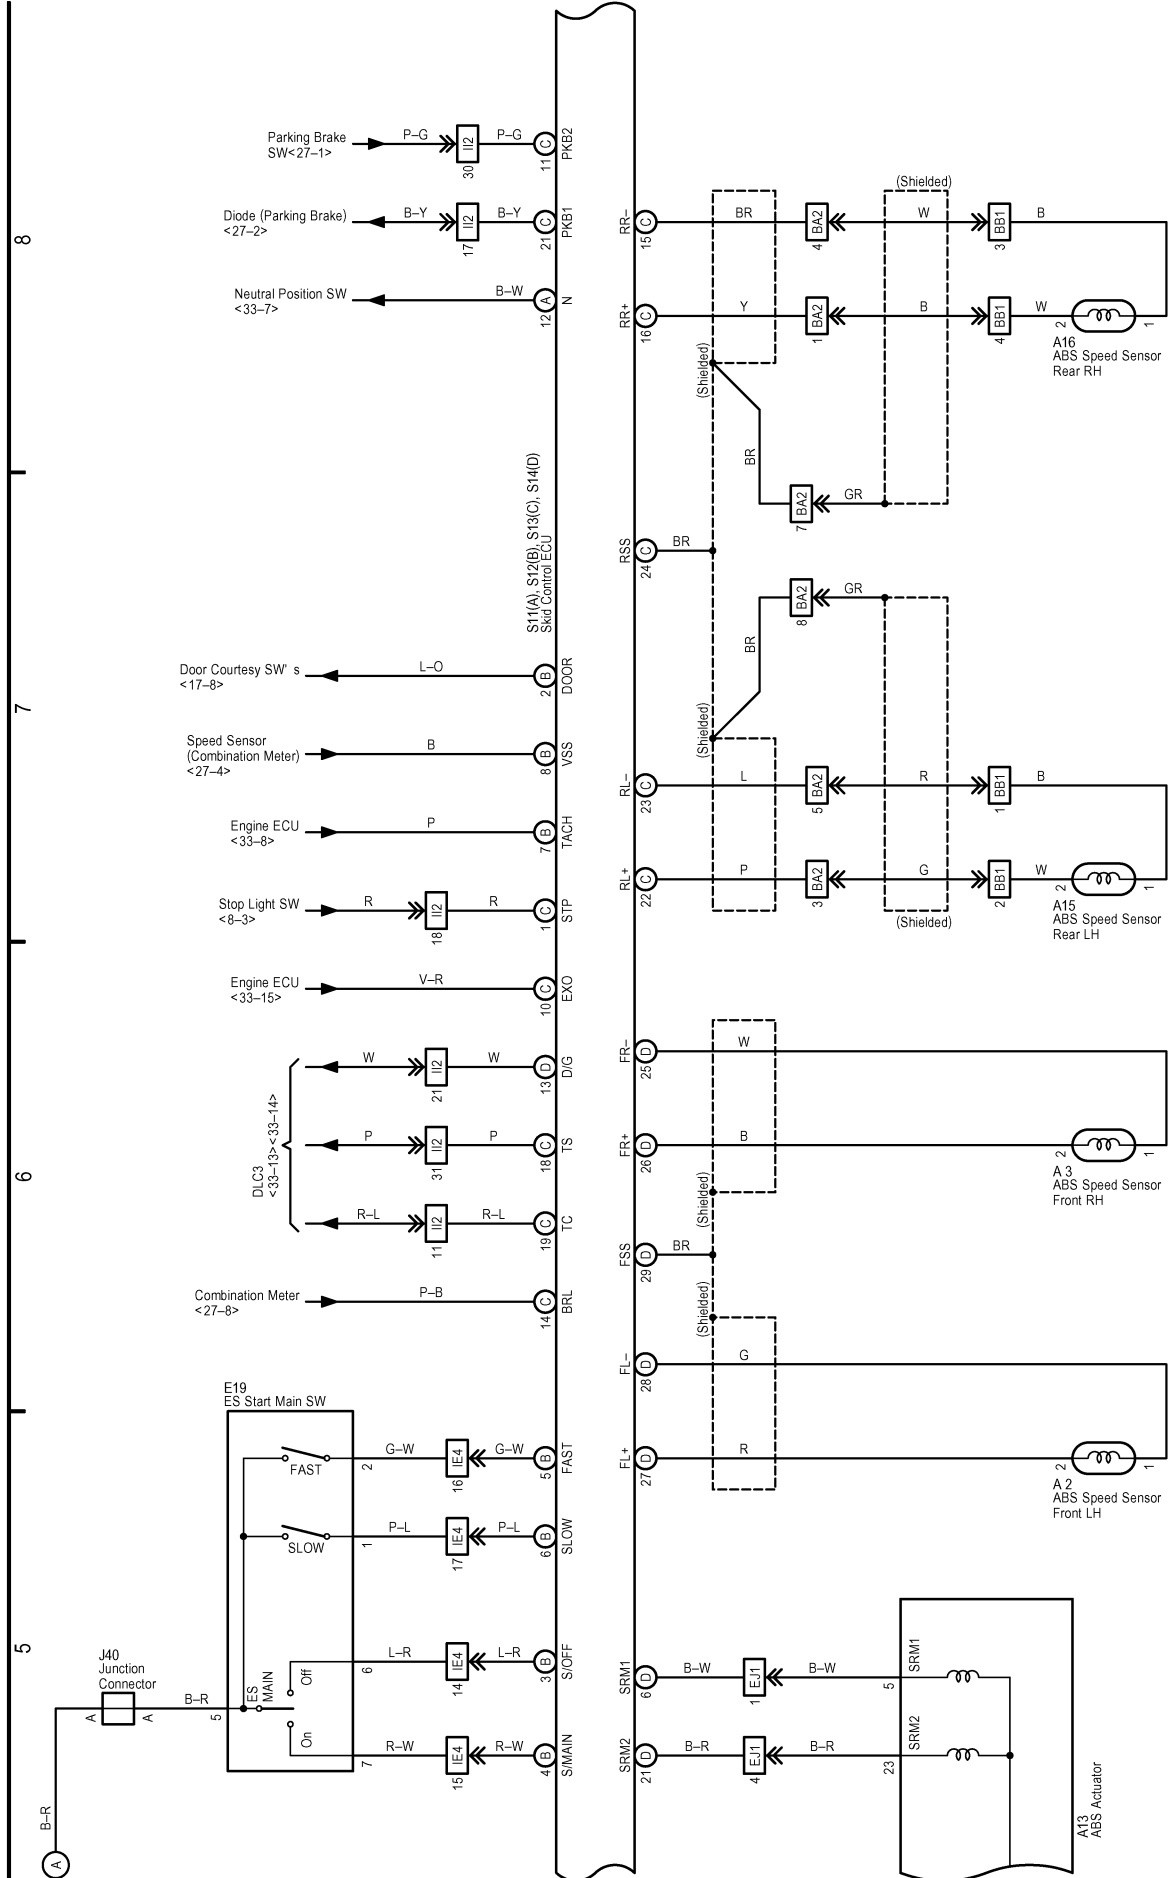 8
Parking Brake
SW<27–1>
P–G
II2
30
P–G
C
11
PKB2
Diode (Parking Brake)
<27–2>
B–Y
II2
17
B–Y
C
21
PKB1
Neutral Position SW
<33–7>
B–W
A
12
N
(Shielded)
RR–
C
15
BR
BA2
4
W
BB1
3
B
RR+
C
16
Y
BA2
1
B
BB1
4
W
2
1
A16
ABS Speed Sensor
Rear RH
(Shielded)
BR
BA2
7
GR
S11(A), S12(B), S13(C), S14(D)
Skid Control ECU
RSS
C
24
BR
BA2
8
GR
BR
(Shielded)
7
Door Courtesy SW' s
<17–8>
L–O
B
2
DOOR
Speed Sensor
(Combination Meter)
<27–4>
B
B
8
VSS
Engine ECU
<33–8>
P
B
7
TACH
Stop Light SW
<8–3>
R
II2
18
R
C
1
STP
RL–
C
23
L
BA2
5
R
BB1
1
B
RL+
C
22
P
BA2
3
G
BB1
2
W
2
1
A15
ABS Speed Sensor
Rear LH
(Shielded)
6
Engine ECU
<33–15>
V–R
C
10
EXO
DLC3
<33–13><33–14>
W
II2
21
W
D
13
D/G
P
II2
31
P
C
18
TS
R–L
II2
11
R–L
C
19
TC
Combination Meter
<27–8>
P–B
C
14
BRL
FR–
D
25
W
FR+
D
26
B
2
1
A 3
ABS Speed Sensor
Front RH
(Shielded)
FSS
D
29
BR
(Shielded)
FL–
D
28
G
FL+
D
27
R
2
1
A 2
ABS Speed Sensor
Front LH
5
E19
ES Start Main SW
FAST
2
G–W
IE4
16
G–W
B
5
FAST
SLOW
1
P–L
IE4
17
P–L
B
6
SLOW
J40
Junction
Connector
A
A
B–R
5
ES
MAIN
Off
6
L–R
IE4
14
L–R
B
3
S/OFF
On
7
R–W
IE4
15
R–W
B
4
S/MAIN
B–R
A
SRM1
D
6
B–W
EJ1
1
B–W
5
SRM1
SRM2
D
21
B–R
EJ1
4
B–R
23
SRM2
A13
ABS Actuator